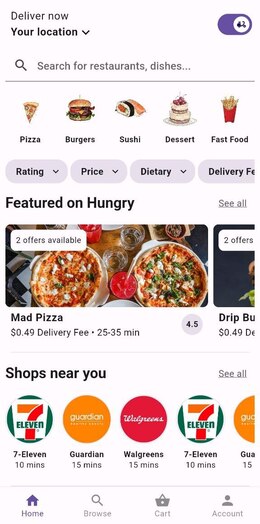 Deliver now
Your location
Search for restaurants, dishes...
Pizza
Burgers
Sushi
Dessert
Fast Food
Rating
Price
Dietary
Delivery Fe
Featured on Hungry
See all
2 offers available
2 offers
Mad Pizza
$0.49 Delivery Fee • 25-35 min
4.5
Drip Bu
$0.49 De
Shops near you
See all
7
ELEVEN
guardian
Walgreens
7
ELEVEN
gua
7-Eleven
10 mins
Guardian
15 mins
Walgreens
15 mins
7-Eleven
10 mins
Gua
15
Home
Browse
Cart
Account